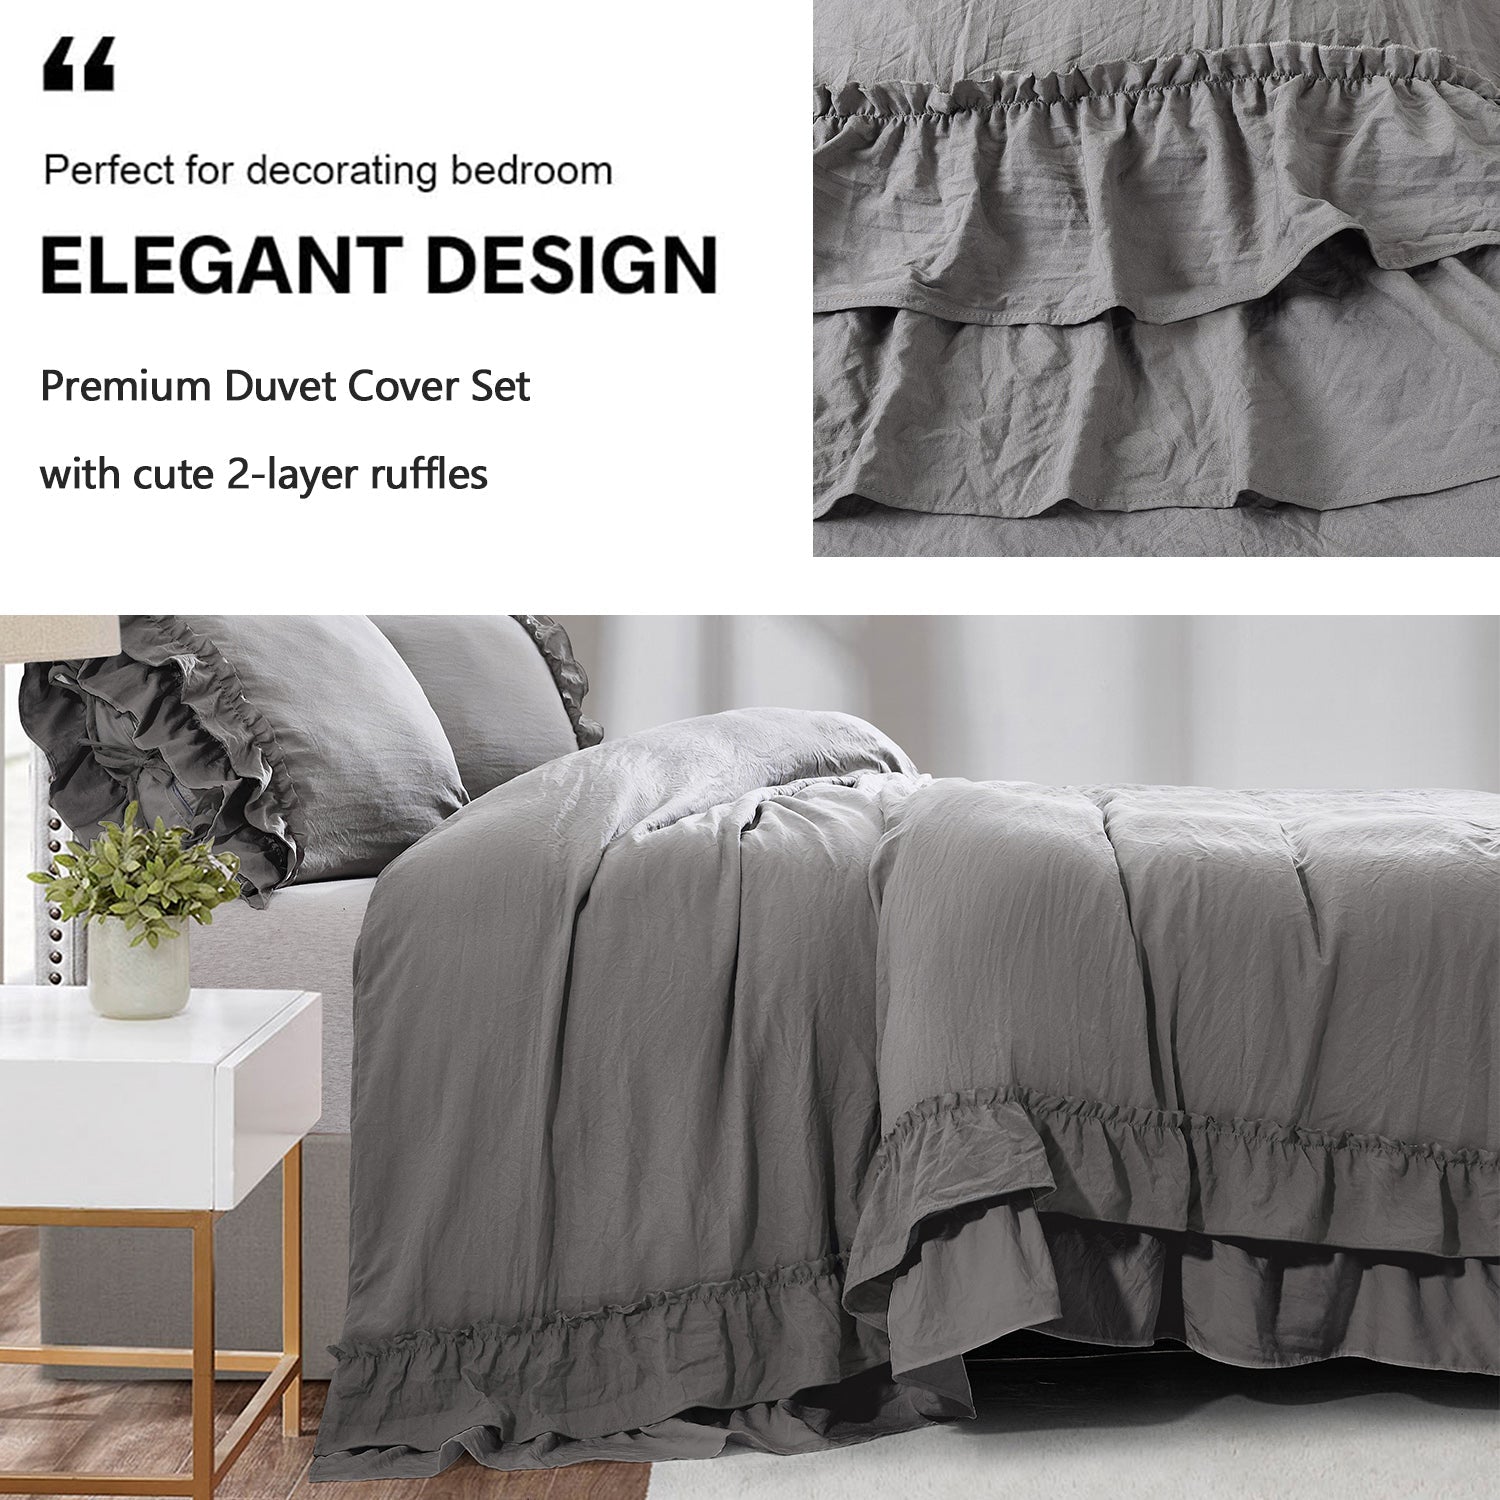 “
Perfect for decorating bedroom
ELEGANT DESIGN
Premium Duvet Cover Set
with cute 2-layer ruffles